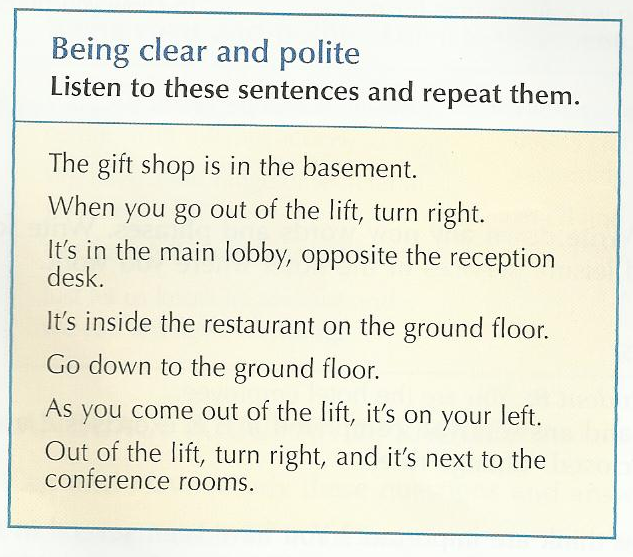 Being clear and polite
Listen to these sentences and repeat them.
The gift shop is in the basement.
When you go out of the lift, turn right.
It's in the main lobby, opposite the reception
desk.
It's inside the restaurant on the ground floor.
Go down to the ground floor.
As you come out of the lift, it's on your left.
Out of the lift, turn right, and it's next to the
conference rooms.